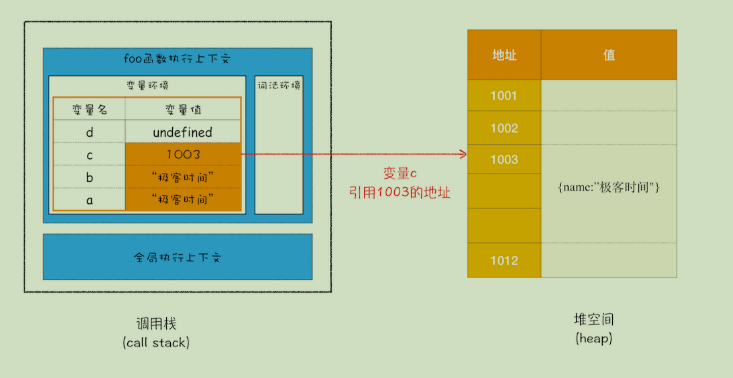 foo函数执行上下文
变量环境
词法环境
变量名 变量值
d undefined
c 1003
b “极客时间”
a “极客时间”
全局执行上下文
调用栈
(call stack)
变量c
引用1003的地址
地址 值
1001
1002
1003
{name:"极客时间"}
1012
堆空间
(heap)